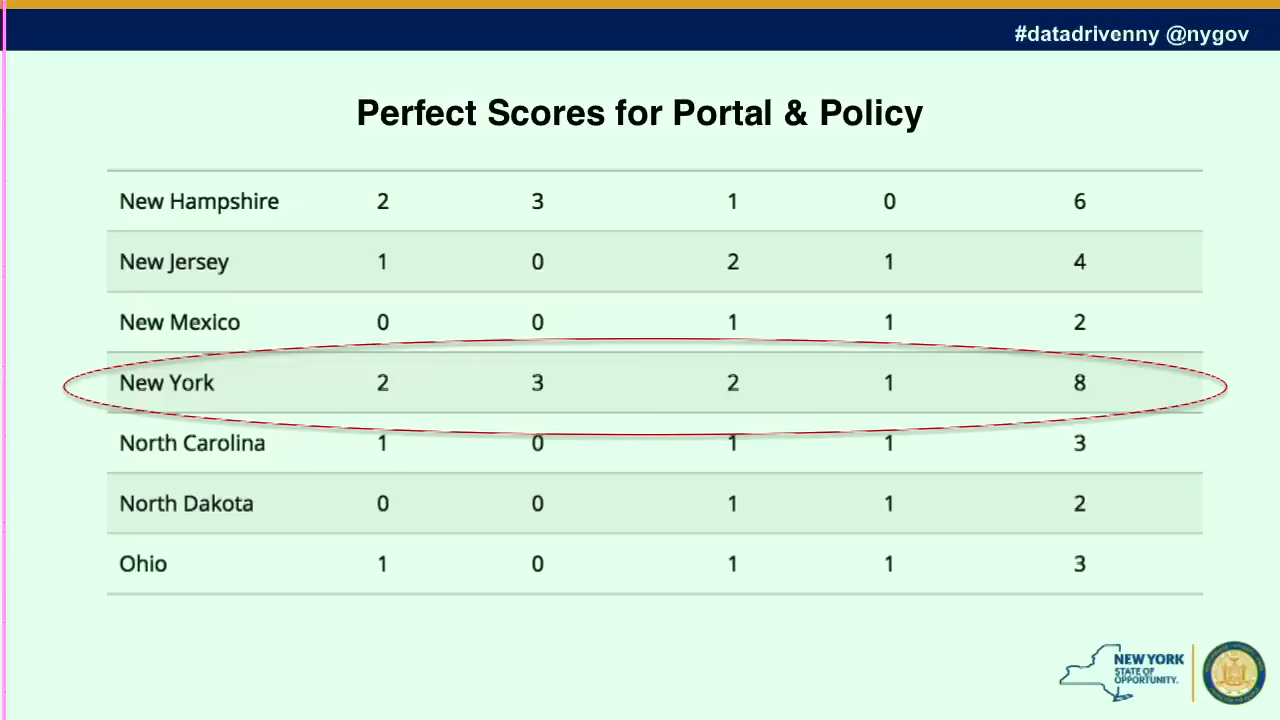 #datadrivenny @nygov
Perfect Scores for Portal & Policy
New Hampshire 2 3 1 0 6
New Jersey 1 0 2 1 4
New Mexico 0 0 1 1 2
New York 2 3 2 1 8
North Carolina 1 0 1 1 3
North Dakota 0 0 1 1 2
Ohio 1 0 1 1 3
NEW YORK
STATE OF
OPPORTUNITY.